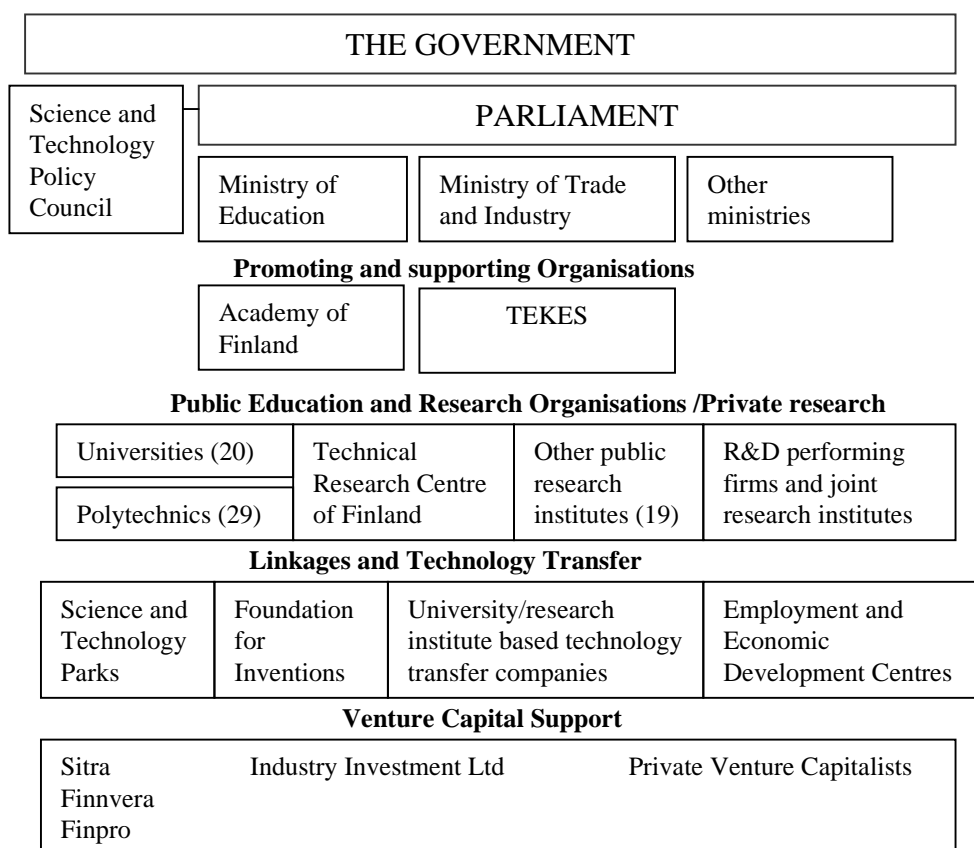 THE GOVERNMENT
Science and
Technology
Policy
Council
PARLIAMENT
Ministry of
Education
Ministry of Trade
and Industry
Other
ministries
Promoting and supporting Organisations
Academy of
Finland
TEKES
Public Education and Research Organisations /Private research
Universities (20)
Polytechnics (29)
Technical
Research Centre
of Finland
Other public
research
institutes (19)
R&D performing
firms and joint
research institutes
Linkages and Technology Transfer
Science and
Technology
Parks
Foundation
for
Inventions
University/research
institute based technology
transfer companies
Employment and
Economic
Development Centres
Venture Capital Support
Sitra
Finnvera
Finpro
Industry Investment Ltd
Private Venture Capitalists